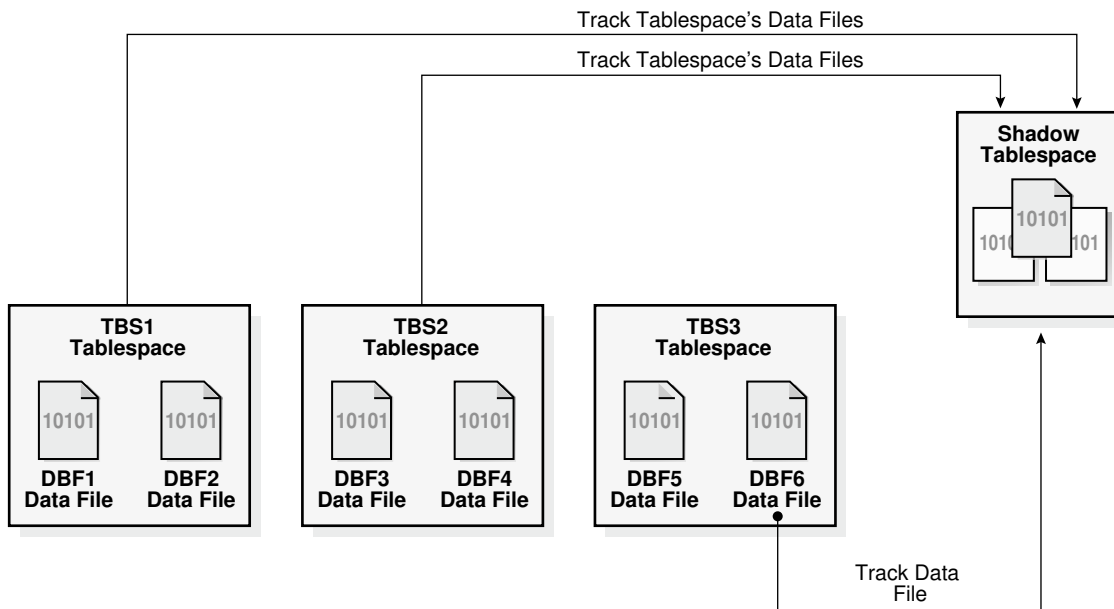 Track Tablespace's Data Files
Track Tablespace's Data Files
Shadow
Tablespace
10101
1010
101
TBS1
Tablespace
10101
10101
DBF1
Data File
DBF2
Data File
TBS2
Tablespace
10101
10101
DBF3
Data File
DBF4
Data File
TBS3
Tablespace
10101
10101
DBF5
Data File
DBF6
Data File
Track Data
File